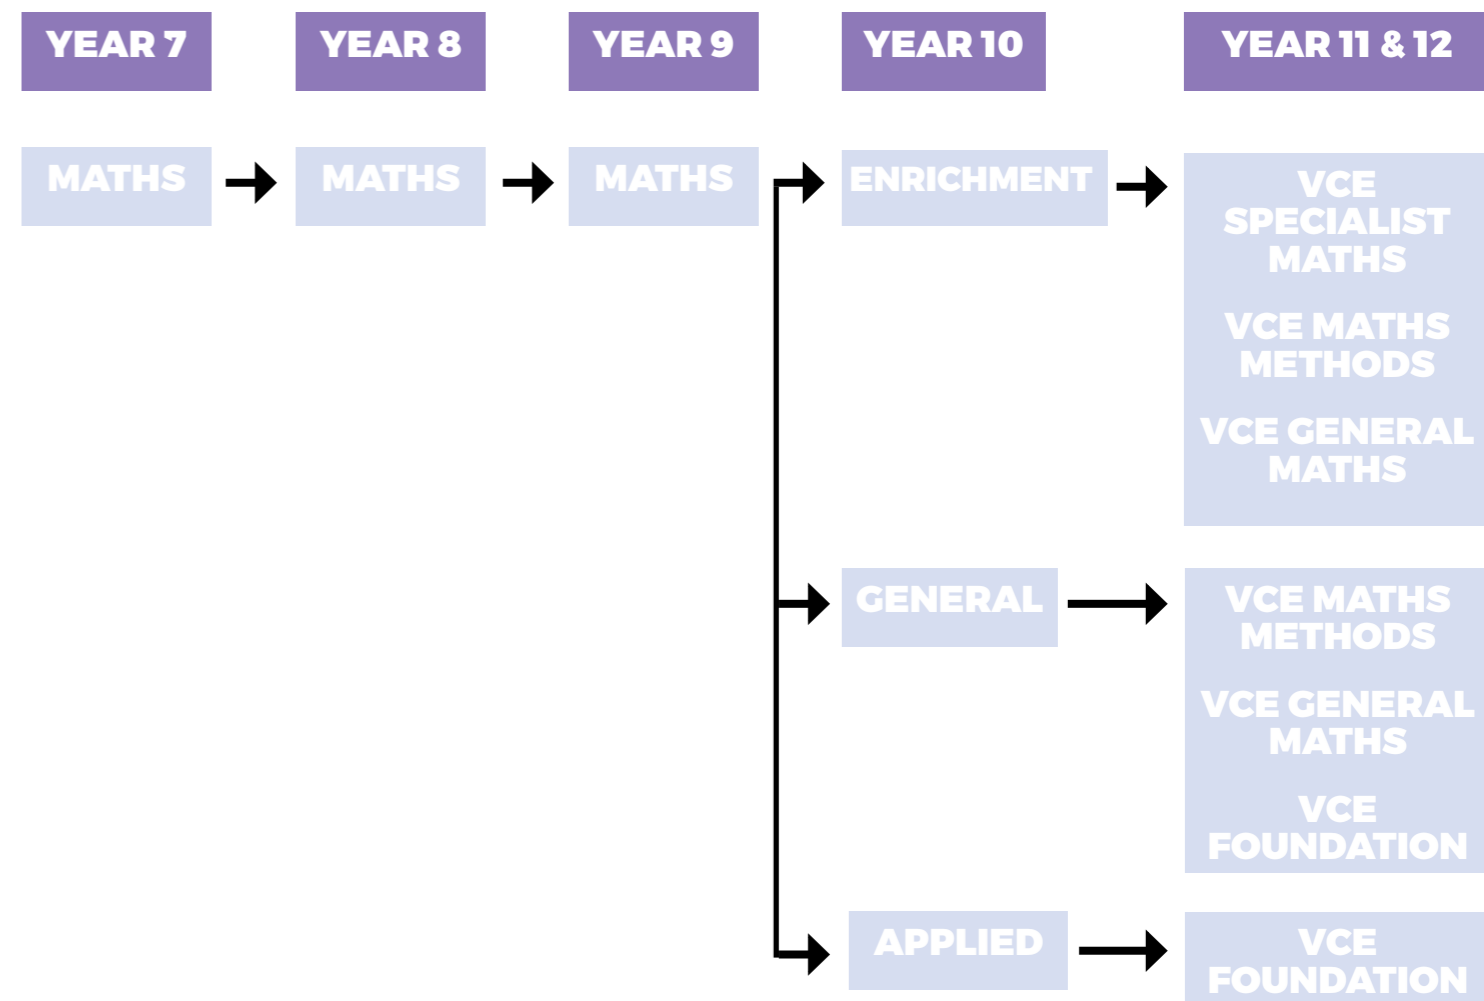 YEAR 7
YEAR 8
YEAR 9
YEAR 10
YEAR 11 & 12
MATHS
MATHS
MATHS
ENRICHMENT
VCE
SPECIALIST
MATHS
VCE MATHS
METHODS
VCE GENERAL
MATHS
GENERAL
VCE MATHS
METHODS
VCE GENERAL
MATHS
VCE
FOUNDATION
APPLIED
VCE
FOUNDATION